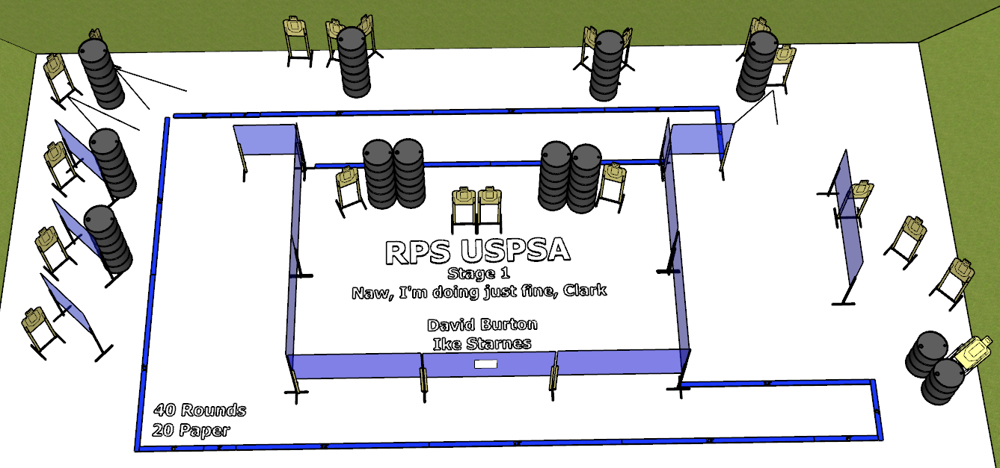 RPS USPSA
Stage 1
Naw, I'm doing just fine, Clark
David Burton
Ike Starnes
40 Rounds
20 Paper